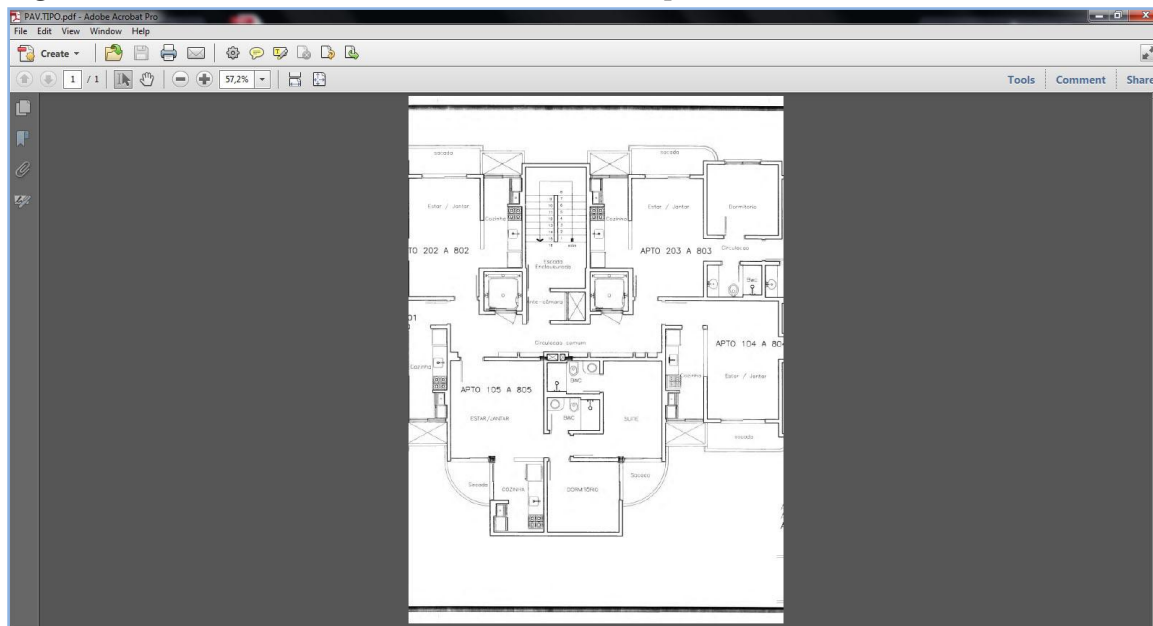 PAV.TIPO.pdf - Adobe Acrobat Pro
File Edit View Window Help
Create
1 / 1 57,2% Tools Comment Share
sacada sacada
Estar / Jantar Cozinha Cozinha Estar / Jantar Dormitorio
TO 202 A 802 APTO 203 A 803 Circulacao
Escada
Enclausurada
BWC
01
Circulacao comum
APTO 104 A 80
Cozinha Cozinha Estar / Jantar
APTO 105 A 805 BWC
ESTAR/JANTAR BWC SUITE
sacada
Sacada COZINHA DORMITÓRIO Sacada